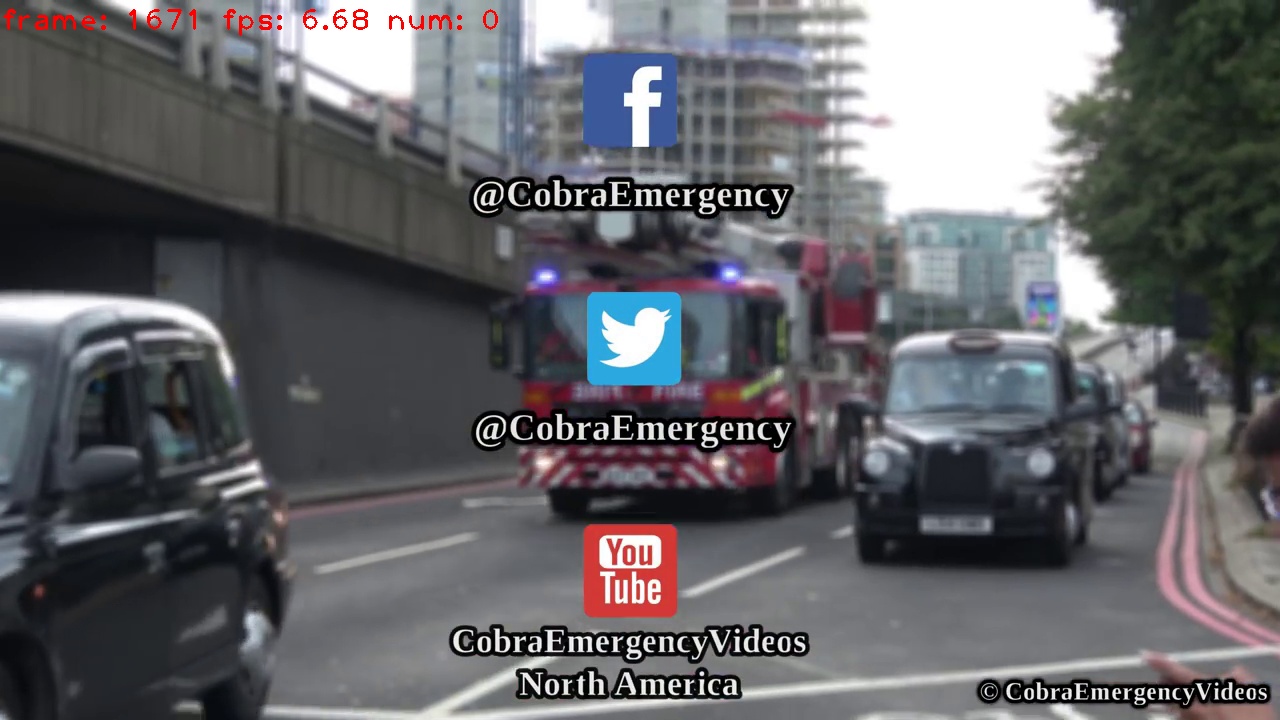 frame: 1671 fps: 6.68 num: 0
f
@CobraEmergency
@CobraEmergency
You
Tube
CobraEmergencyVideos
North America
© CobraEmergencyVideos